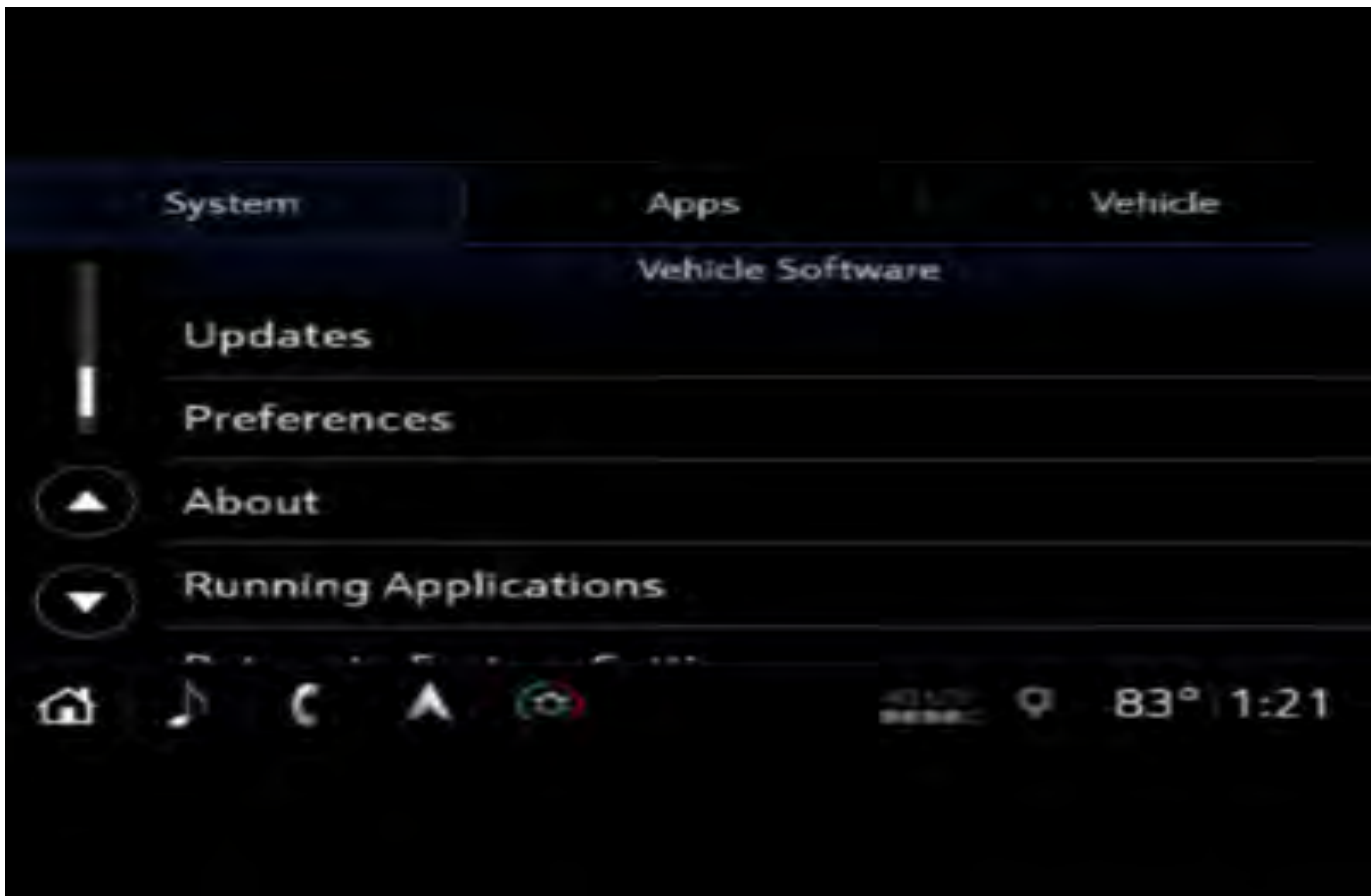 System Apps Vehicle
Vehicle Software
Updates
Preferences
About
Running Applications
83° 1:21